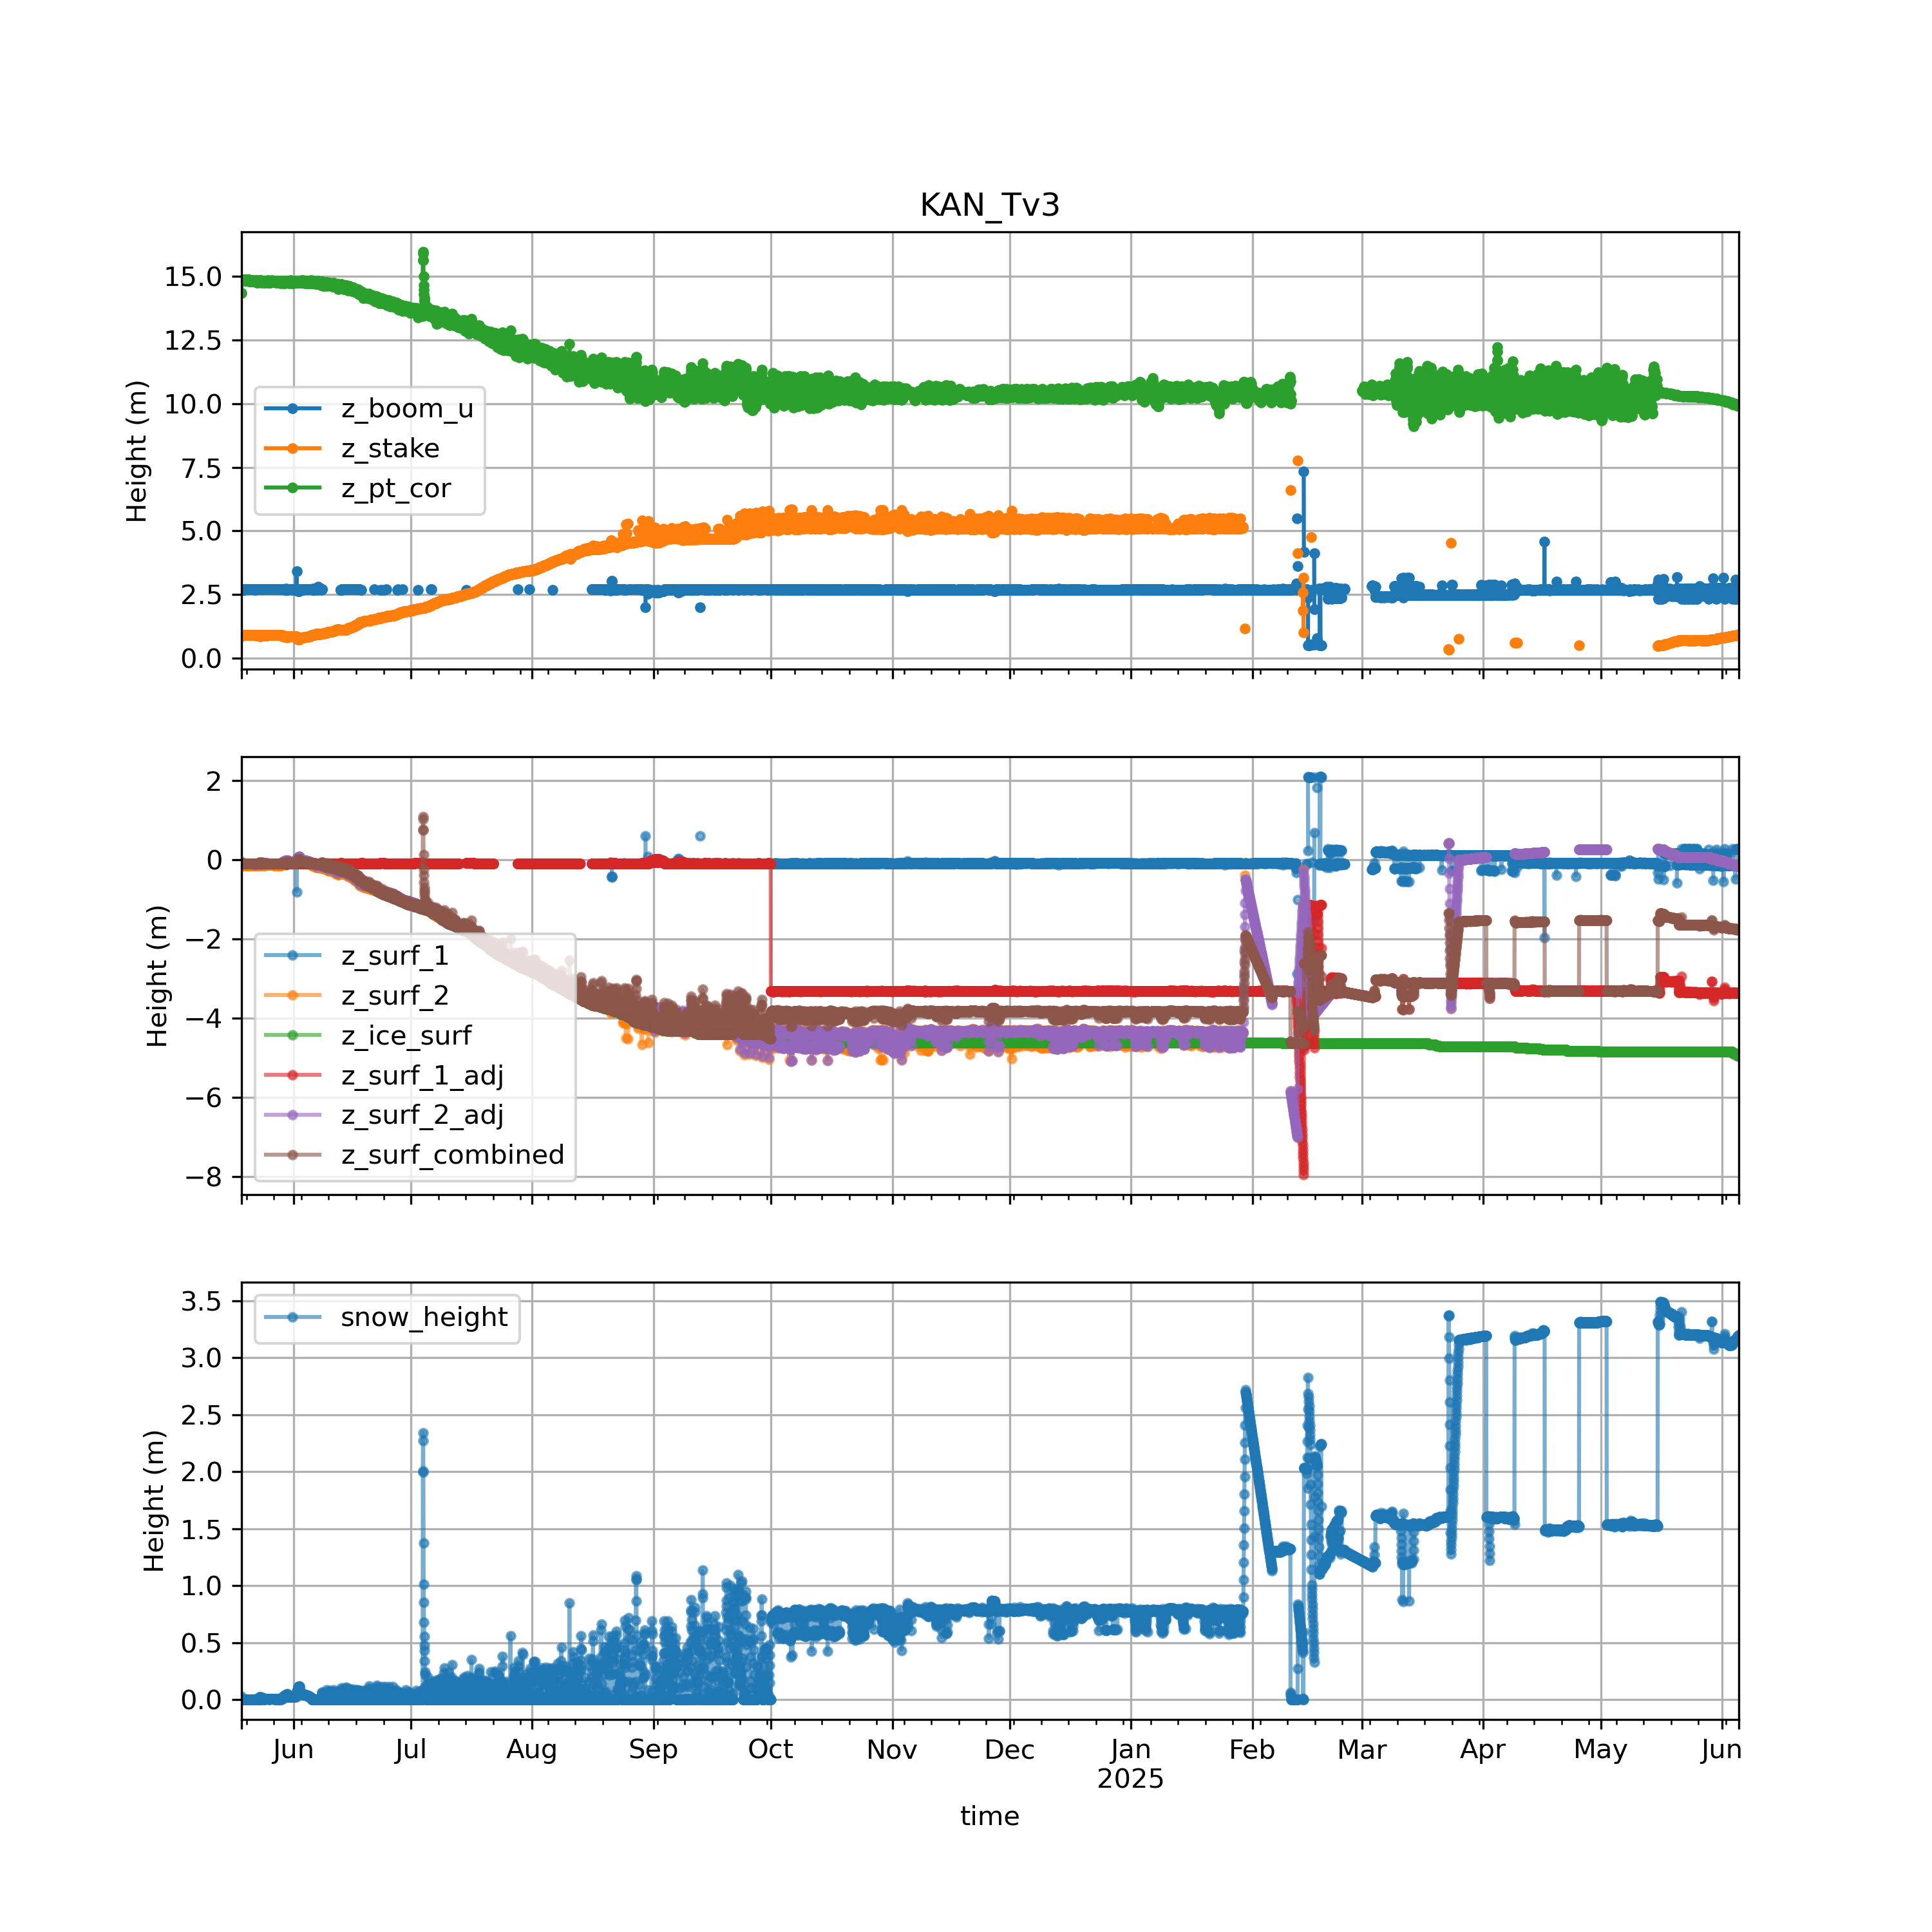 KAN_Tv3
Height (m)
15.0
12.5
10.0
7.5
5.0
2.5
0.0
z_boom_u
z_stake
z_pt_cor
Height (m)
2
0
−2
−4
−6
−8
z_surf_1
z_surf_2
z_ice_surf
z_surf_1_adj
z_surf_2_adj
z_surf_combined
Height (m)
3.5
3.0
2.5
2.0
1.5
1.0
0.5
0.0
snow_height
Jun Jul Aug Sep Oct Nov Dec Jan Feb Mar Apr May Jun
2025
time